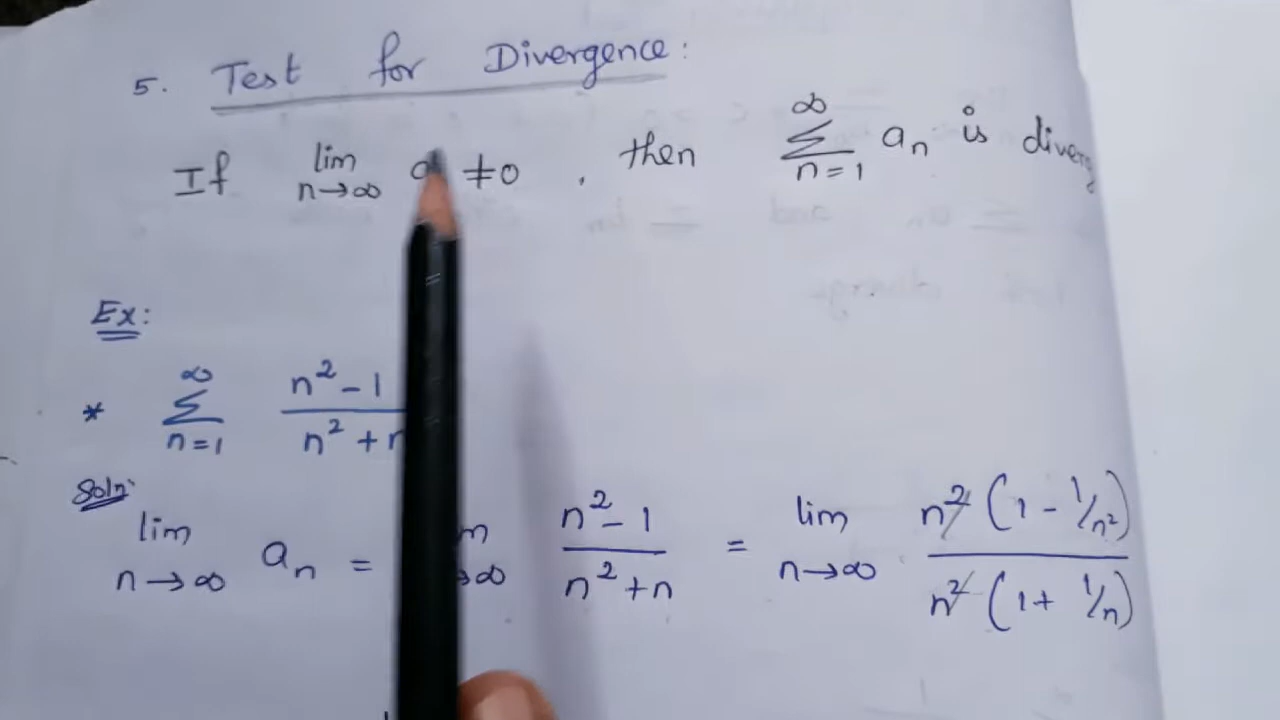 5. Test for Divergence:
If lim n→∞ a ≠0, then ∞ Σ n=1 an is
Ex:
* ∞ Σ n=1 n²-1 / n²+
Soln:
lim n→∞ an = n²-1 / n²+n = lim n→∞ n²(1 - 1/n²) / n²(1+ 1/n)